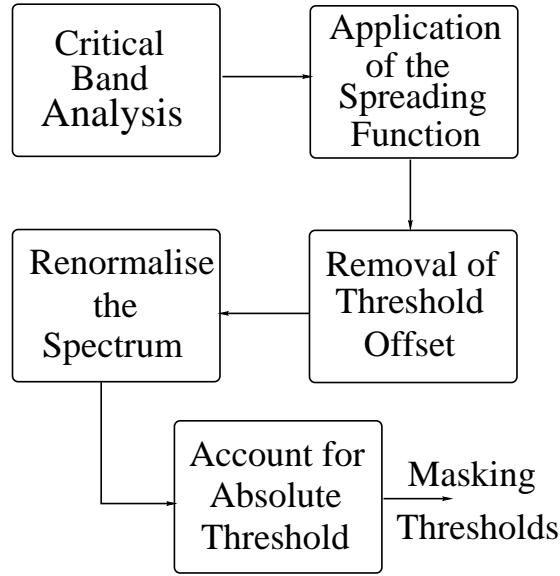 Critical
Band
Analysis
Application
of the
Spreading
Function
Removal of
Threshold
Offset
Renormalise
the
Spectrum
Account for
Absolute
Threshold
Masking
Thresholds